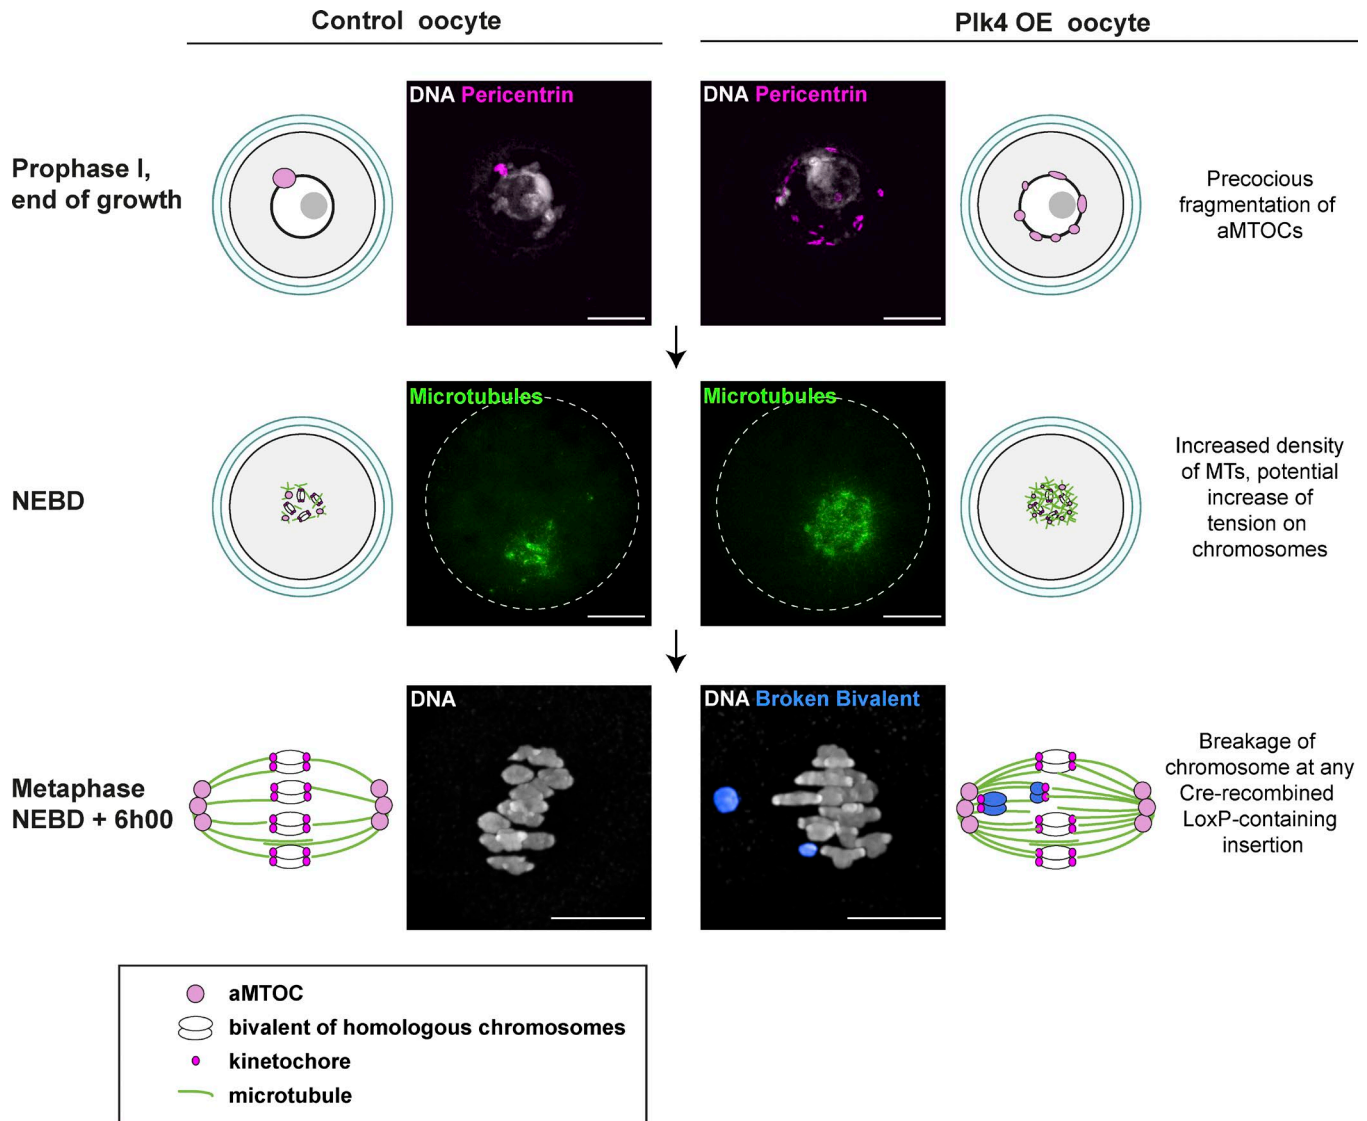 Control oocyte
Plk4 OE oocyte
Prophase I,
end of growth
DNA Pericentrin
DNA Pericentrin
Precocious
fragmentation of
aMTOCs
NEBD
Microtubules
Microtubules
Increased density
of MTs, potential
increase of
tension on
chromosomes
Metaphase
NEBD + 6h00
DNA
DNA Broken Bivalent
Breakage of
chromosome at any
Cre-recombined
LoxP-containing
insertion
aMTOC
bivalent of homologous chromosomes
kinetochore
microtubule